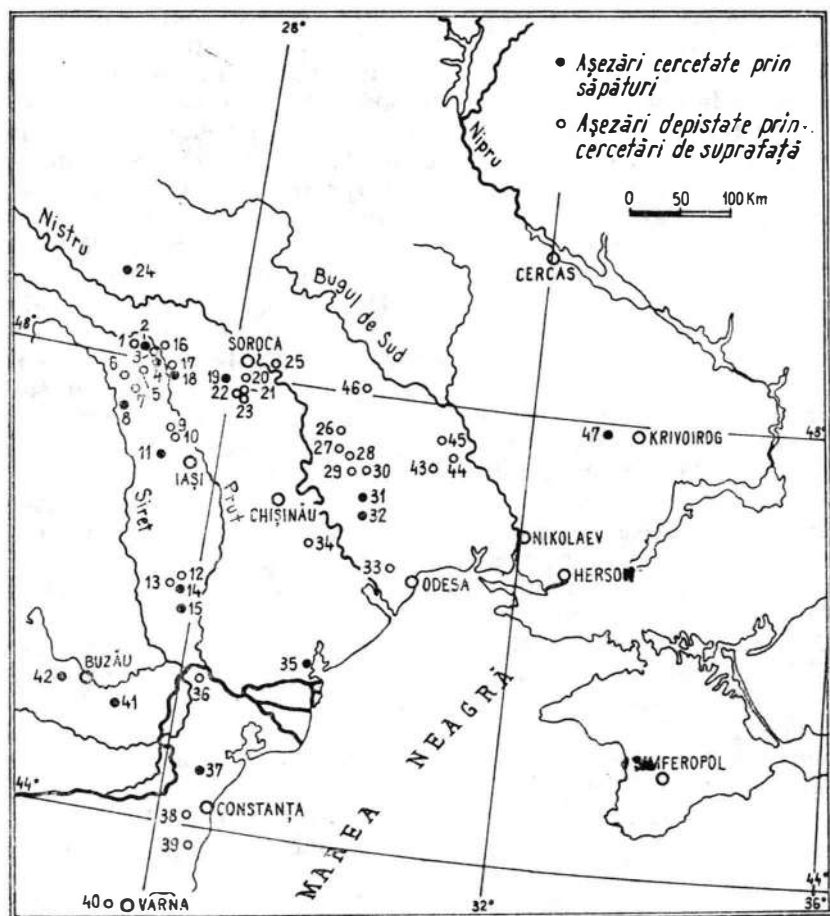 28°
Așezări cercetate prin
săpături
Așezări depistate prin
cercetări de suprafață
0 50 100 Km
Nipru
Nistru
24
Bugul de Sud
CERCAS
48°
1 2 16
3 17
6 4 18
5
7
8
SOROCA
25
19 20
22 21
23
46
9
10
11
IAȘI
26
27 28
29 30
31
32
45
44
43
47
KRIVOIROG
48°
Siret
Prut
CHIȘINĂU
34
33
ODESA
NIKOLAEV
HERSON
13 12
14
15
BUZĂU
42
41
36
35
MAREA NEAGRĂ
SIMFEROPOL
44°
37
38
CONSTANȚA
39
40 VARNA
32°
44°
36°